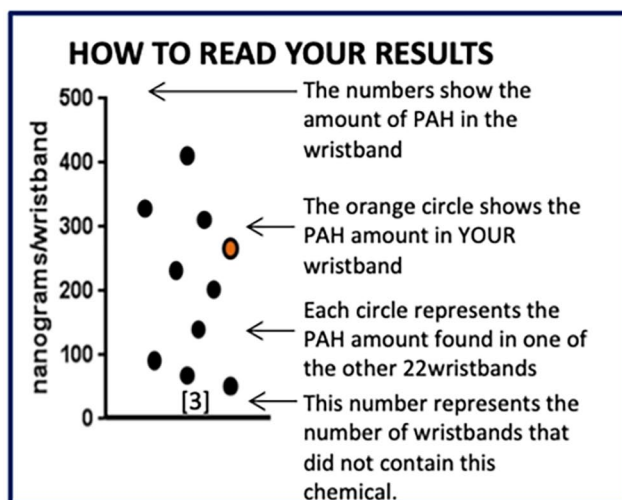 HOW TO READ YOUR RESULTS
nanograms/wristband
500
400
300
200
100
0
[3]
The numbers show the
amount of PAH in the
wristband
The orange circle shows the
PAH amount in YOUR
wristband
Each circle represents the
PAH amount found in one of
the other 22wristbands
This number represents the
number of wristbands that
did not contain this
chemical.